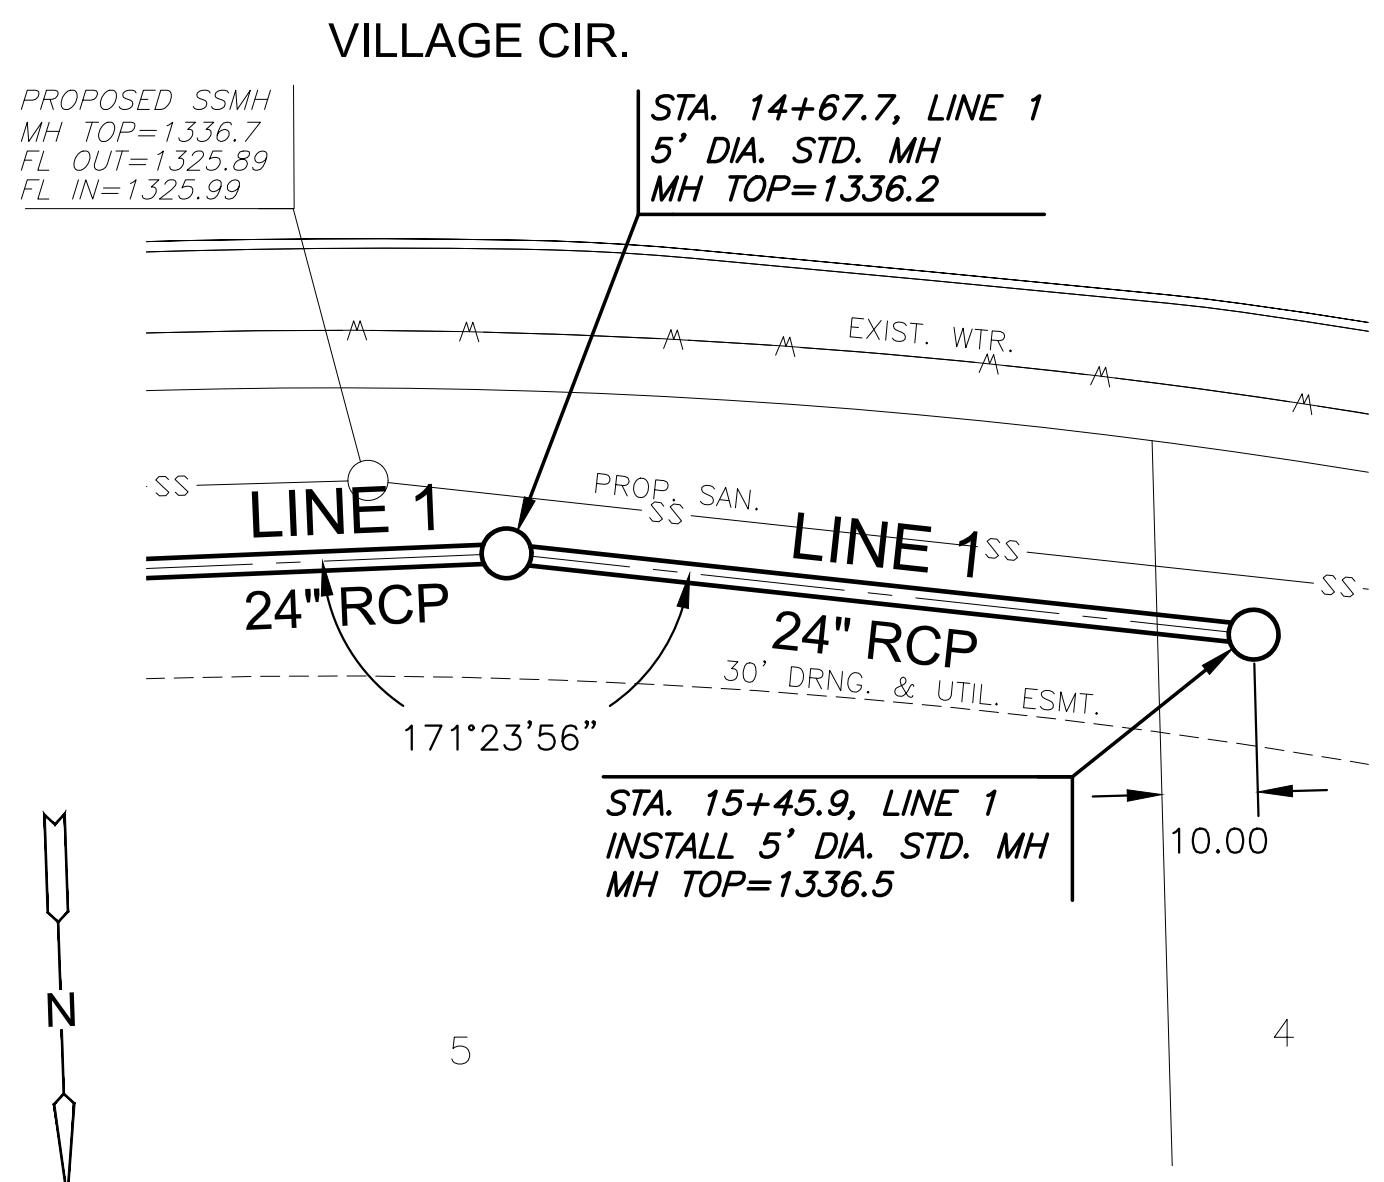 VILLAGE CIR.
PROPOSED SSMH
MH TOP=1336.7
FL OUT=1325.89
FL IN=1325.99
STA. 14+67.7, LINE 1
5' DIA. STD. MH
MH TOP=1336.2
W W W W W W W
EXIST. WTR.
SS
PROP. SAN.
SS
SS
SS
LINE 1
LINE 1
24" RCP
24" RCP
30' DRNG. & UTIL. ESMT.
171°23'56"
STA. 15+45.9, LINE 1
INSTALL 5' DIA. STD. MH
MH TOP=1336.5
10.00
N
5
4